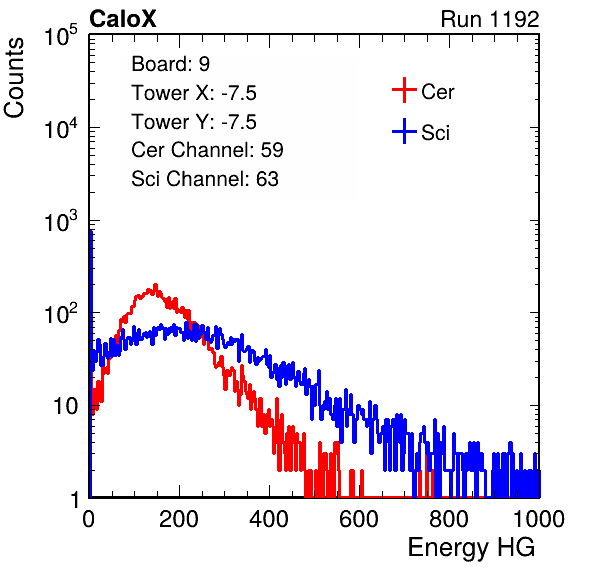 CaloX Run 1192
Counts
Board: 9
Tower X: -7.5
Tower Y: -7.5
Cer Channel: 59
Sci Channel: 63
Cer
Sci
10^5
10^4
10^3
10^2
10
1
0 200 400 600 800 1000
Energy HG